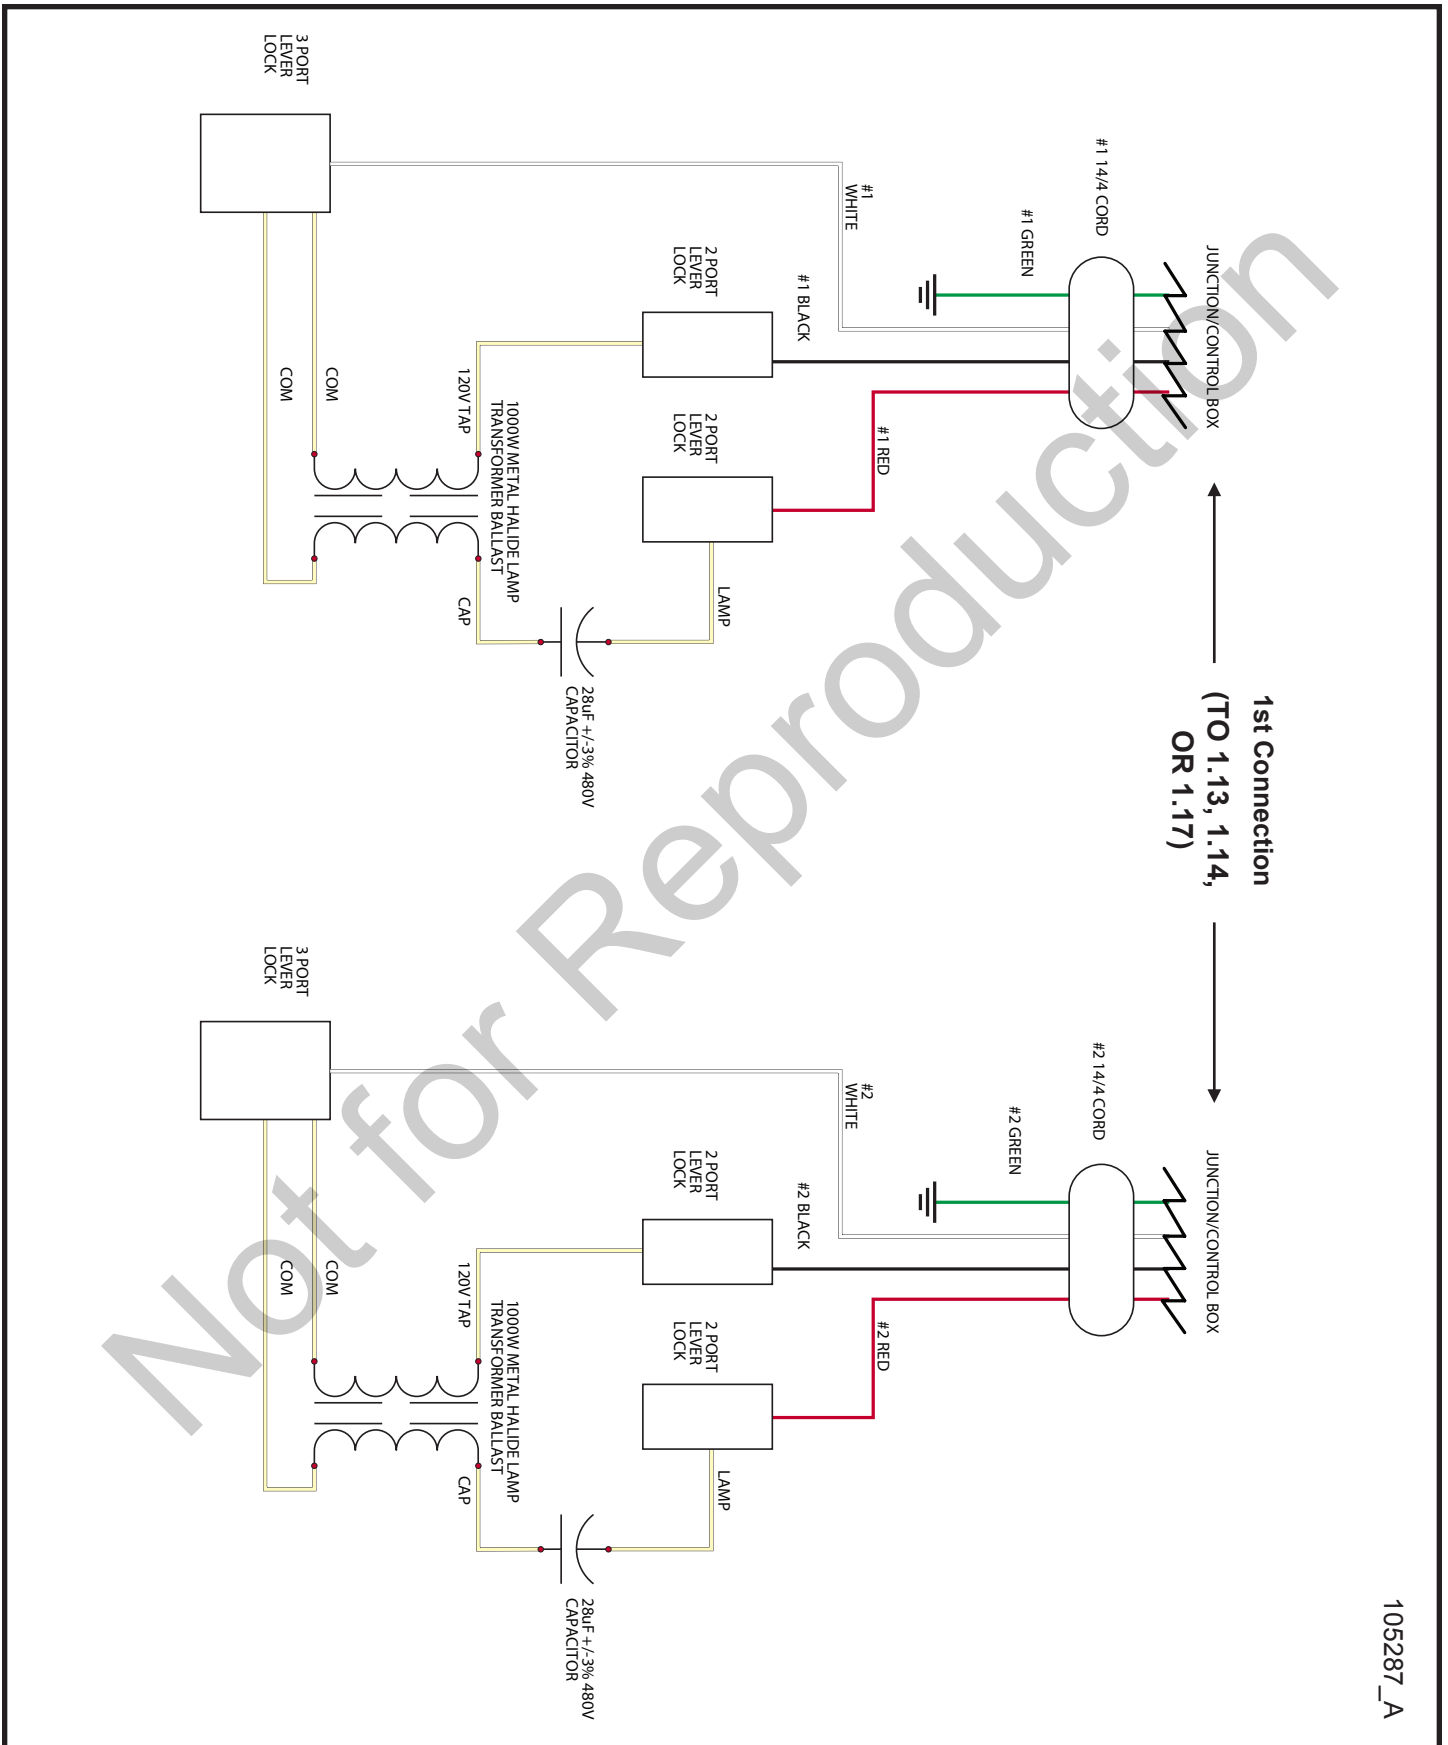 105287_A
1st Connection
(TO 1.13, 1.14,
OR 1.17)
JUNCTION/CONTROL BOX
#1 14/4 CORD
#1 GREEN
#1
WHITE
#1 BLACK
#1 RED
2 PORT
LEVER
LOCK
2 PORT
LEVER
LOCK
LAMP
28uF +/-3% 480V
CAPACITOR
1000W METAL HALIDE LAMP
TRANSFORMER BALLAST
120V TAP
CAP
COM
COM
3 PORT
LEVER
LOCK
JUNCTION/CONTROL BOX
#2 14/4 CORD
#2 GREEN
#2
WHITE
#2 BLACK
#2 RED
2 PORT
LEVER
LOCK
2 PORT
LEVER
LOCK
LAMP
28uF +/-3% 480V
CAPACITOR
1000W METAL HALIDE LAMP
TRANSFORMER BALLAST
120V TAP
CAP
COM
COM
3 PORT
LEVER
LOCK
Not for Reproduction